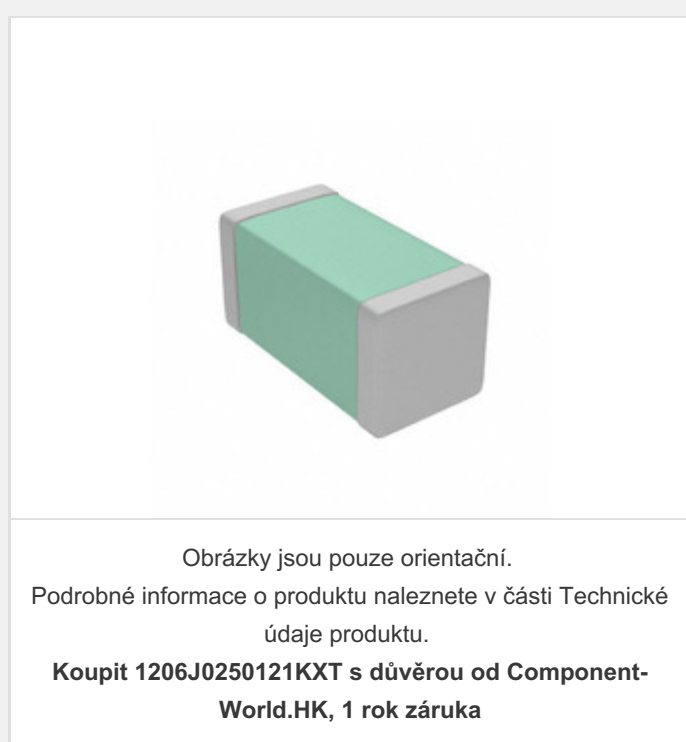 Obrázky jsou pouze orientační.
Podrobné informace o produktu naleznete v části Technické
údaje produktu.
Koupit 1206J0250121KXT s důvěrou od Component-
World.HK, 1 rok záruka